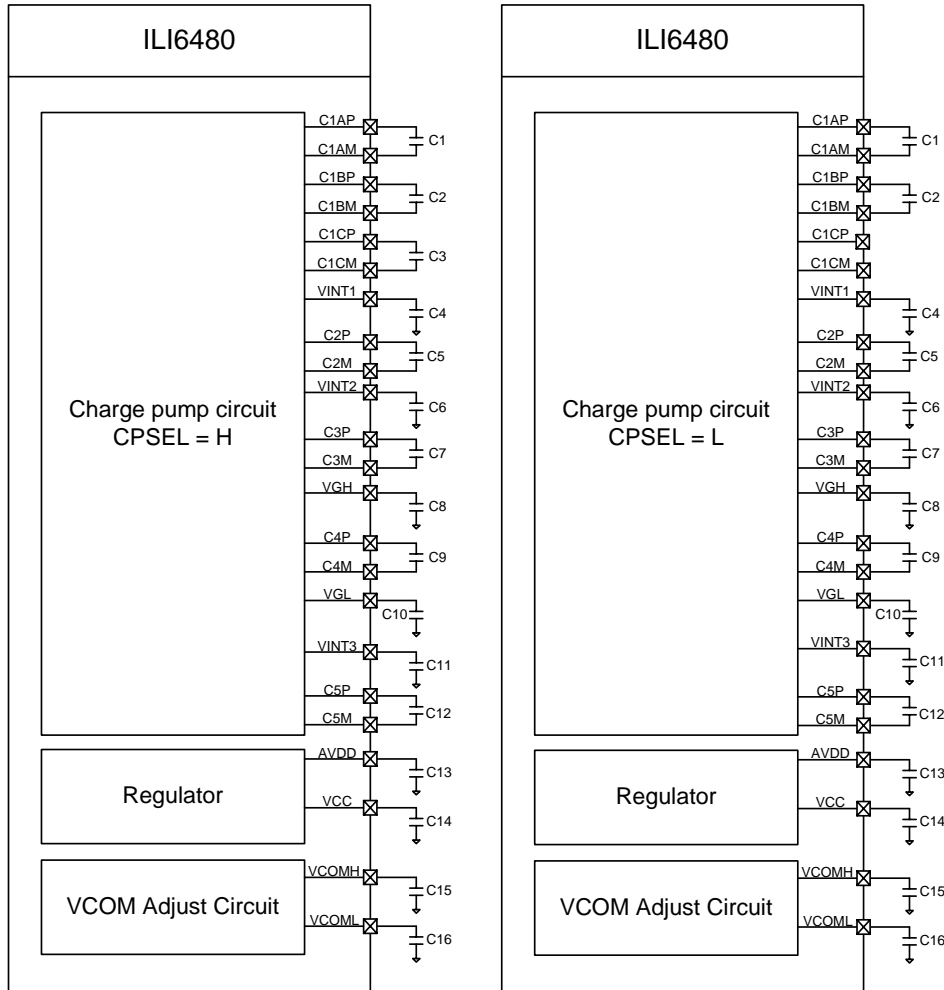 ILI6480
C1AP
C1
C1AM
C1BP
C2
C1BM
C1CP
C3
C1CM
VINT1
C4
C2P
C5
C2M
VINT2
C6
Charge pump circuit
CPSEL = H
C3P
C7
C3M
VGH
C8
C4P
C9
C4M
VGL
C10
VINT3
C11
C5P
C12
C5M
AVDD
C13
Regulator
VCC
C14
VCOMH
C15
VCOM Adjust Circuit
VCOML
C16
ILI6480
C1AP
C1
C1AM
C1BP
C2
C1BM
C1CP
C1CM
VINT1
C4
C2P
C5
C2M
VINT2
C6
Charge pump circuit
CPSEL = L
C3P
C7
C3M
VGH
C8
C4P
C9
C4M
VGL
C10
VINT3
C11
C5P
C12
C5M
AVDD
C13
Regulator
VCC
C14
VCOMH
C15
VCOM Adjust Circuit
VCOML
C16